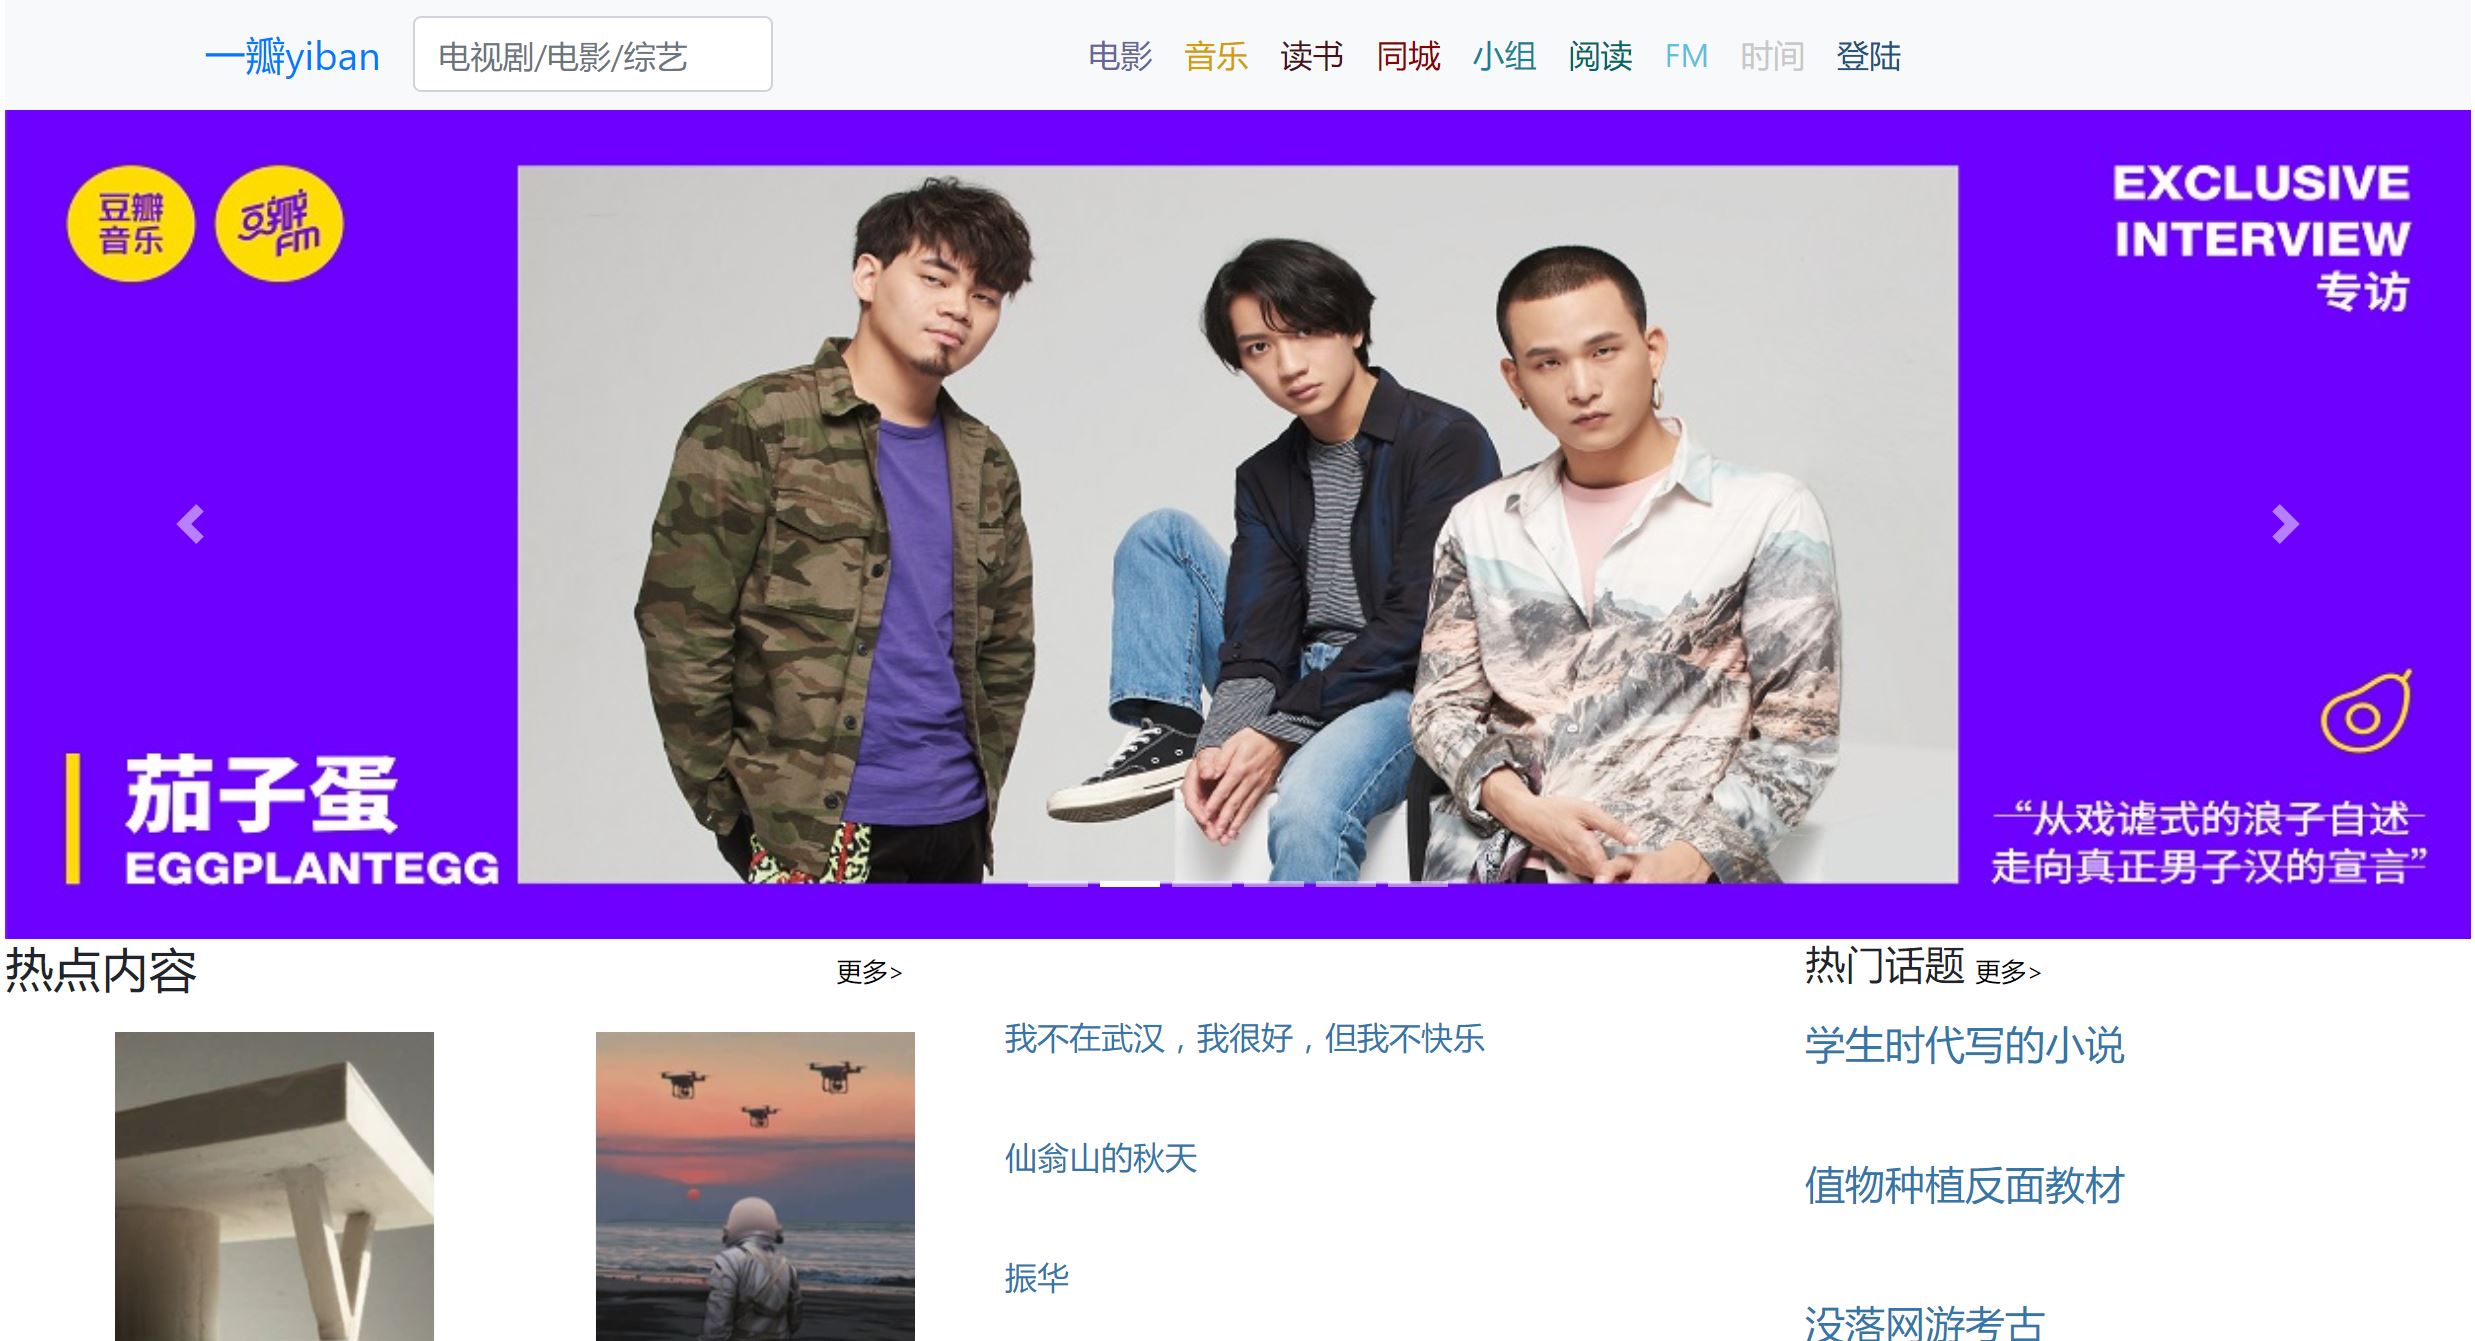 一瓣yiban
电视剧/电影/综艺
电影 音乐 读书 同城 小组 阅读 FM 时间 登陆
豆瓣
音乐
豆瓣
FM
EXCLUSIVE
INTERVIEW
专访
茄子蛋
EGGPLANTEGG
“从戏谑式的浪子自述
走向真正男子汉的宣言”
热点内容
更多>
热门话题 更多>
我不在武汉，我很好，但我不快乐
仙翁山的秋天
振华
学生时代写的小说
值物种植反面教材
没落网游考古